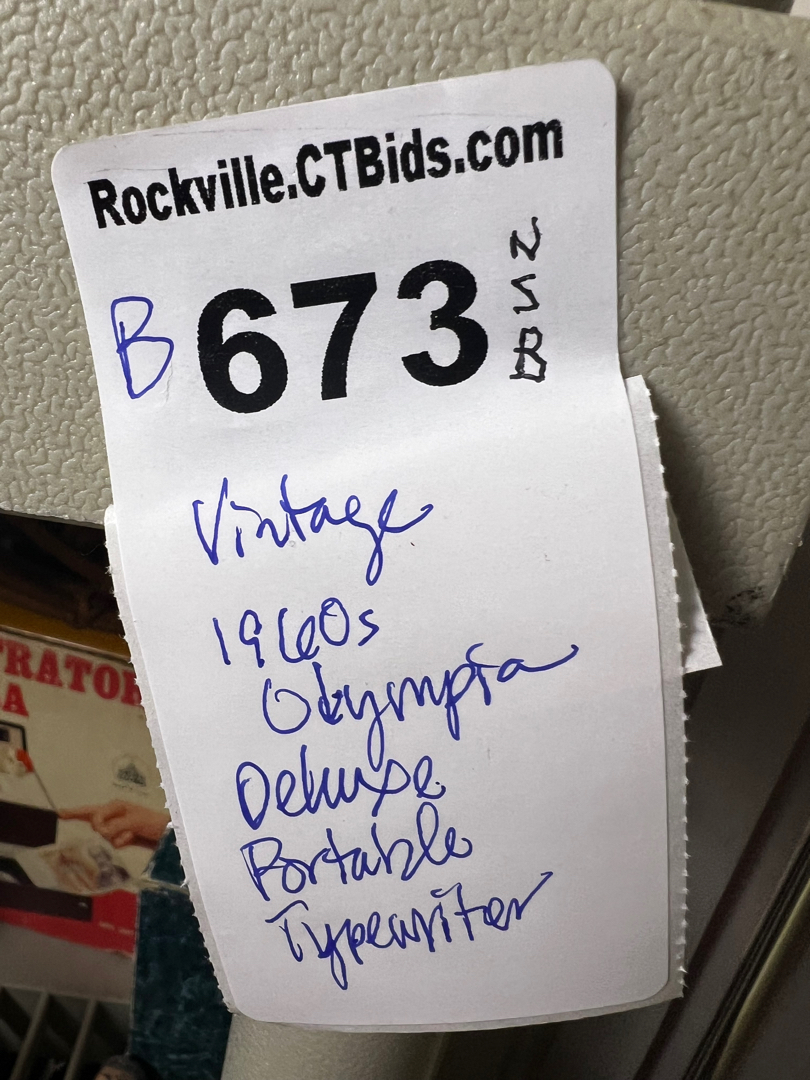 Rockville.CTBids.com
B 673 NSB
Vintage
1960s
Olympia
Deluxe
Portable
Typewriter